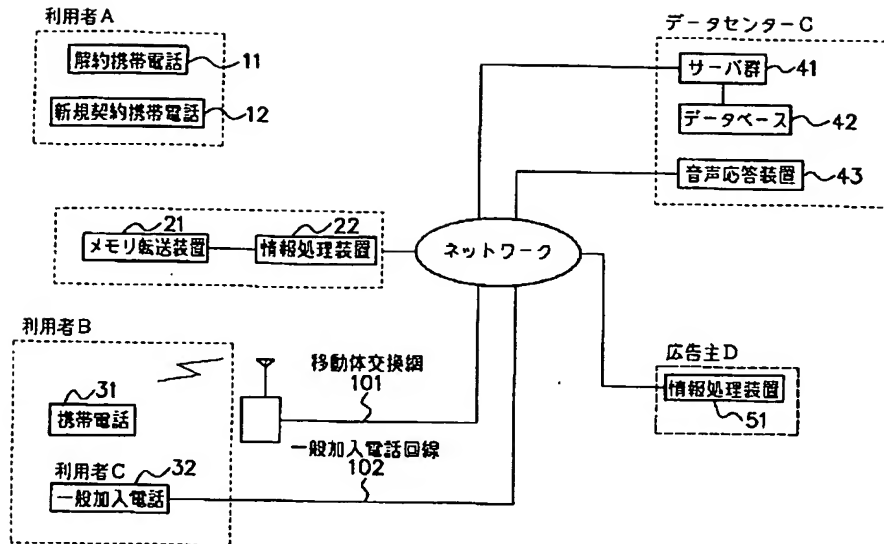 利用者A
解約携帯電話 11
新規契約携帯電話 12
データセンターC
サーバ群 41
データベース 42
音声応答装置 43
21 22
メモリ転送装置 情報処理装置
ネットワーク
利用者B
31
携帯電話
移動体交換網
101
一般加入電話回線
102
利用者C 32
一般加入電話
広告主D
情報処理装置
51